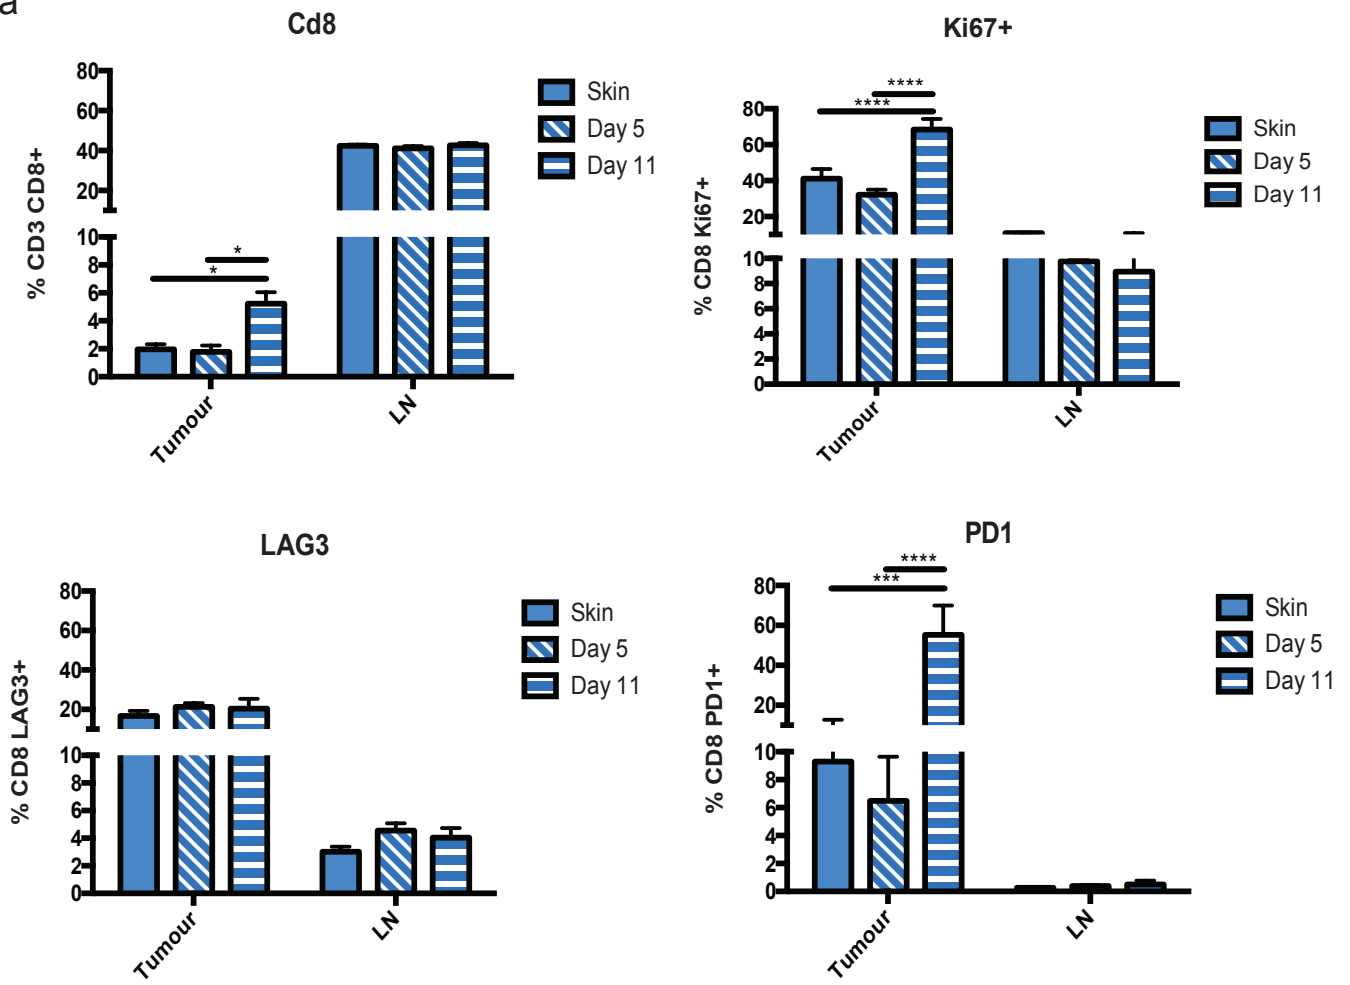 a
Cd8
80
60
40
20
10
8
6
4
2
0
% CD3 CD8+
*
*
Tumour
LN
Skin
Day 5
Day 11
Ki67+
80
60
40
20
10
8
6
4
2
0
% CD8 Ki67+
****
****
Tumour
LN
Skin
Day 5
Day 11
LAG3
80
60
40
20
10
8
6
4
2
0
% CD8 LAG3+
Tumour
LN
Skin
Day 5
Day 11
PD1
80
60
40
20
10
8
6
4
2
0
% CD8 PD1+
****
***
Tumour
LN
Skin
Day 5
Day 11